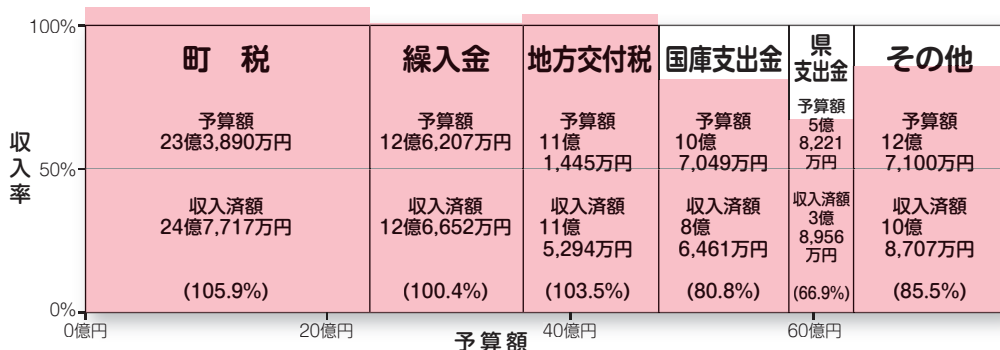 100%
50%
0%
収入率
町税
予算額
23億3,890万円
収入済額
24億7,717万円
(105.9%)
繰入金
予算額
12億6,207万円
収入済額
12億6,652万円
(100.4%)
地方交付税
予算額
11億
1,445万円
収入済額
11億
5,294万円
(103.5%)
国庫支出金
予算額
10億
7,049万円
収入済額
8億
6,461万円
(80.8%)
県
支出金
予算額
5億
8,221
万円
収入済額
3億
8,956
万円
(66.9%)
その他
予算額
12億
7,100万円
収入済額
10億
8,707万円
(85.5%)
0億円
20億円
40億円
60億円
予算額